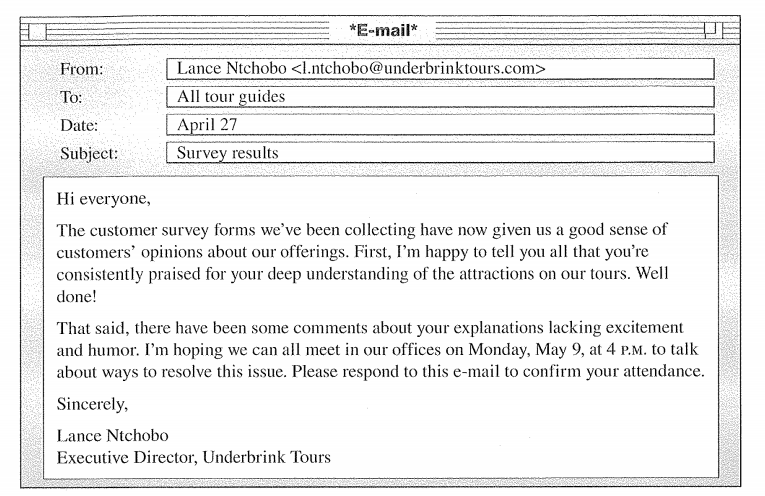 *E-mail*
From: Lance Ntchobo <l.ntchobo@underbrinktours.com>
To: All tour guides
Date: April 27
Subject: Survey results
Hi everyone,
The customer survey forms we've been collecting have now given us a good sense of
customers' opinions about our offerings. First, I'm happy to tell you all that you're
consistently praised for your deep understanding of the attractions on our tours. Well
done!
That said, there have been some comments about your explanations lacking excitement
and humor. I'm hoping we can all meet in our offices on Monday, May 9, at 4 P.M. to talk
about ways to resolve this issue. Please respond to this e-mail to confirm your attendance.
Sincerely,
Lance Ntchobo
Executive Director, Underbrink Tours